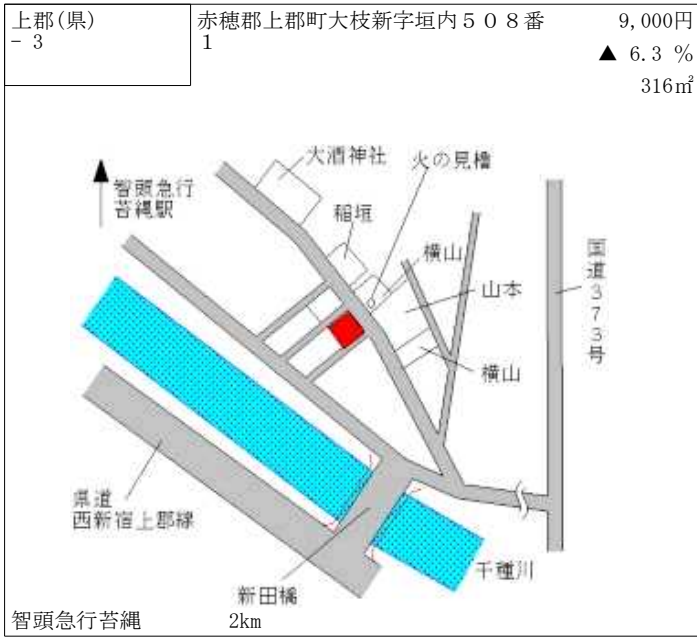 上郡(県)
- 3
赤穂郡上郡町大枝新字垣内５０８番
1
9,000円
▲ 6.3 %
316㎡
大酒神社
火の見櫓
智頭急行
苔縄駅
稲垣
横山
山本
国道３７３号
横山
県道
西新宿上郡線
千種川
新田橋
智頭急行苔縄 2km